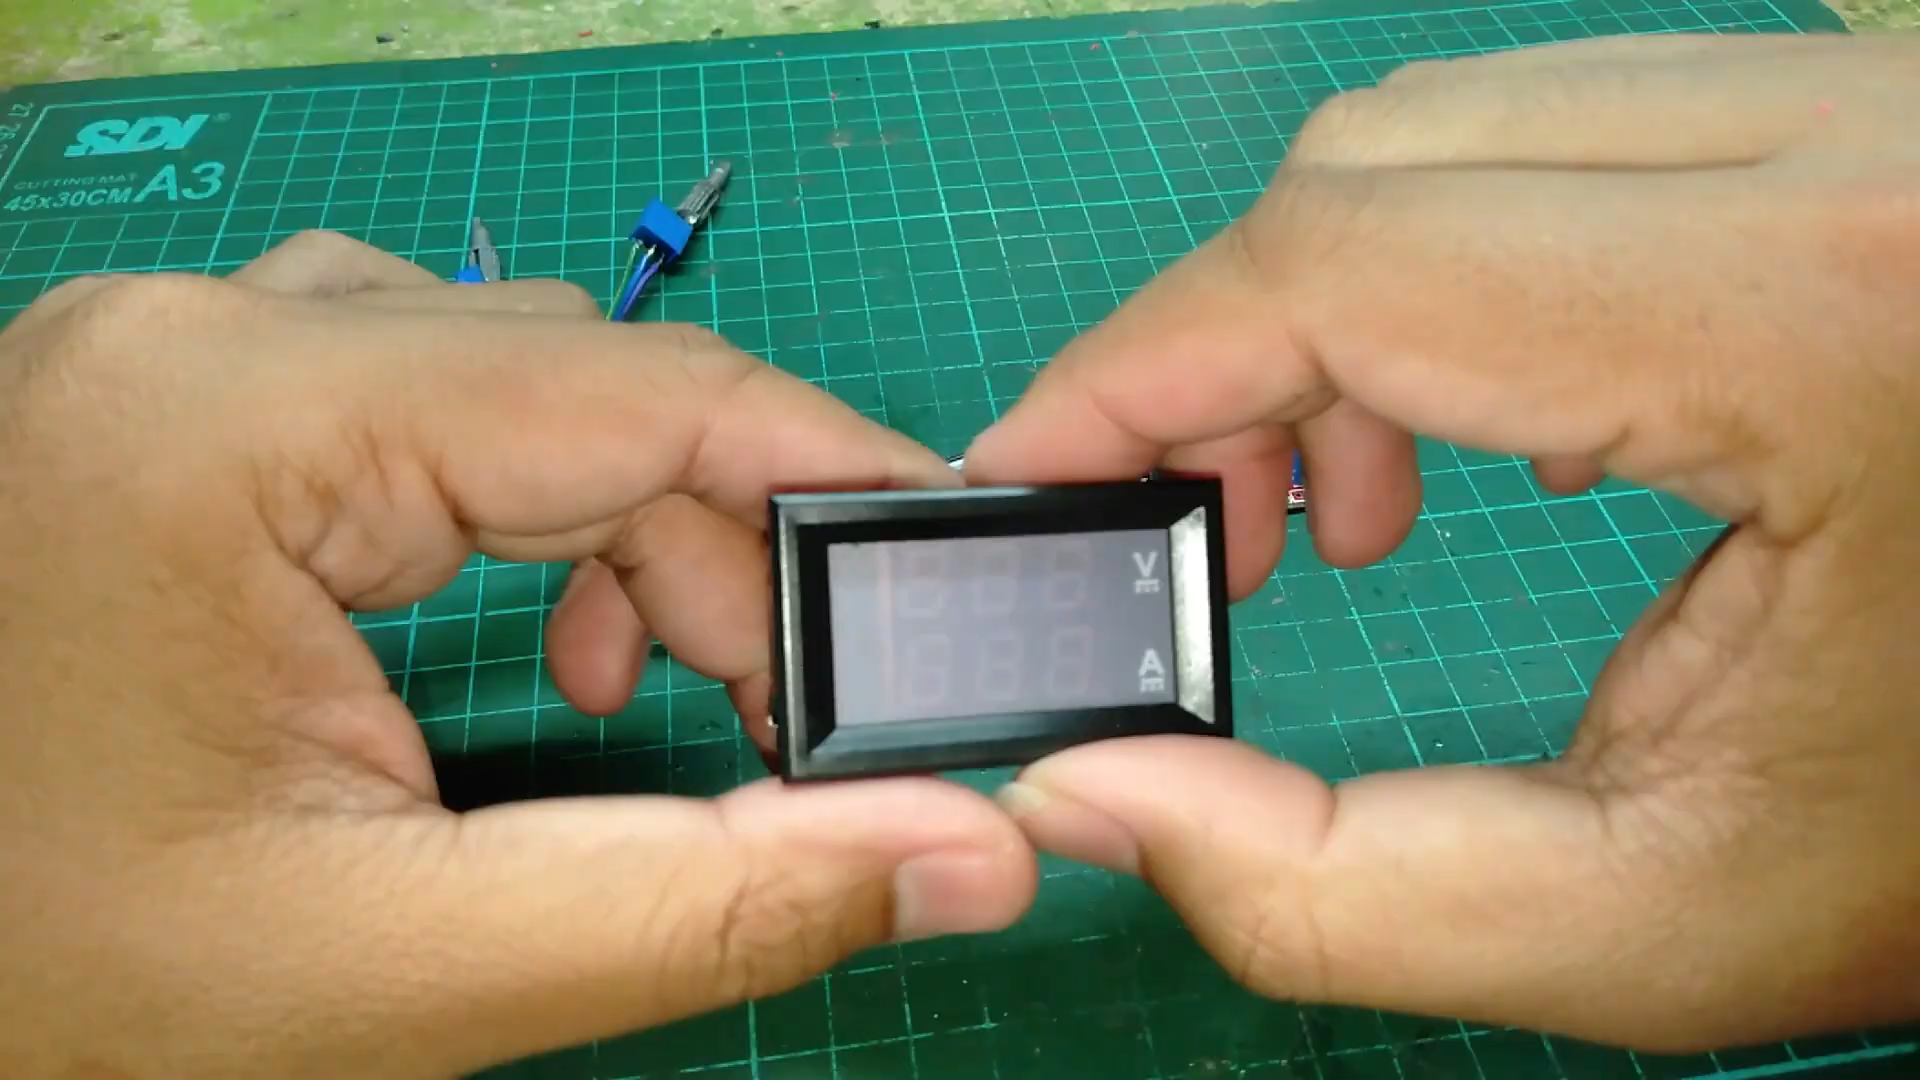 SDI®
CUTTING MAT
45x30CM A3
V
A